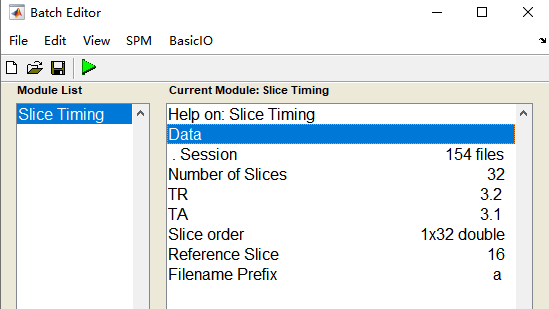 Batch Editor
File Edit View SPM BasicIO
Module List
Current Module: Slice Timing
Slice Timing
Help on: Slice Timing
Data
. Session 154 files
Number of Slices 32
TR 3.2
TA 3.1
Slice order 1x32 double
Reference Slice 16
Filename Prefix a